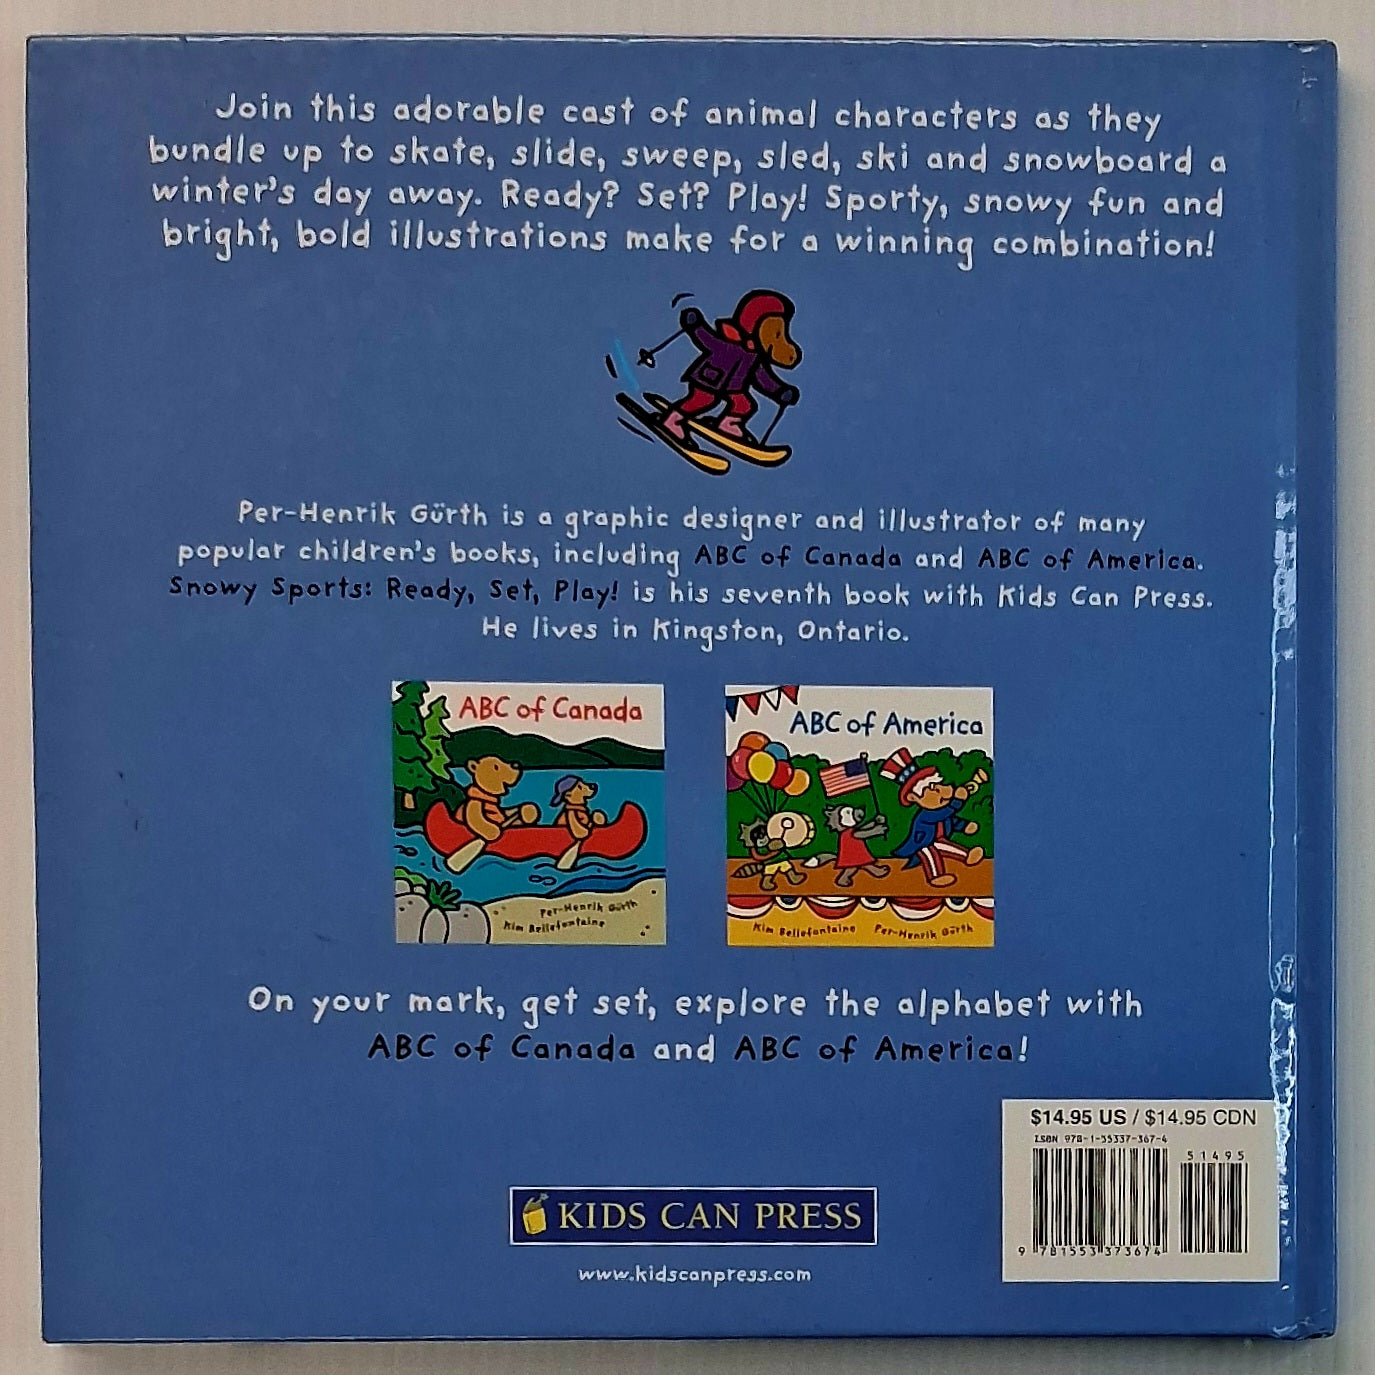 Join this adorable cast of animal characters as they
bundle up to skate, slide, sweep, sled, ski and snowboard a
winter's day away. Ready? Set? Play! Sporty, snowy fun and
bright, bold illustrations make for a winning combination!
Per-Henrik Gürth is a graphic designer and illustrator of many
popular children's books, including ABC of Canada and ABC of America.
Snowy Sports: Ready, Set, Play! is his seventh book with Kids Can Press.
He lives in Kingston, Ontario.
ABC of Canada
Per-Henrik Gürth
Kim Bellefontaine
ABC of America
Kim Bellefontaine Per-Henrik Gürth
On your mark, get set, explore the alphabet with
ABC of Canada and ABC of America!
$14.95 US / $14.95 CDN
ISBN 978-1-55337-367-4
51495
9 781553 373674
KIDS CAN PRESS
www.kidscanpress.com